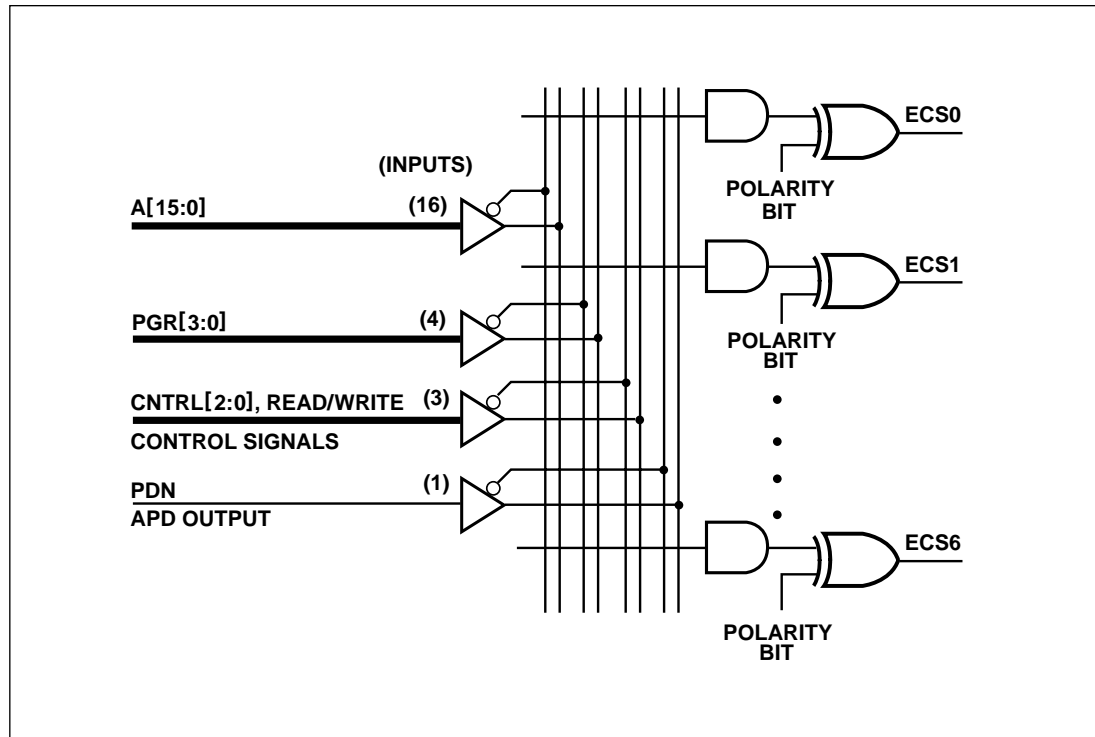 ECS0
POLARITY
BIT
(INPUTS)
A[15:0]
(16)
ECS1
POLARITY
BIT
PGR[3:0]
(4)
CNTRL[2:0], READ/WRITE
(3)
CONTROL SIGNALS
PDN
(1)
APD OUTPUT
ECS6
POLARITY
BIT